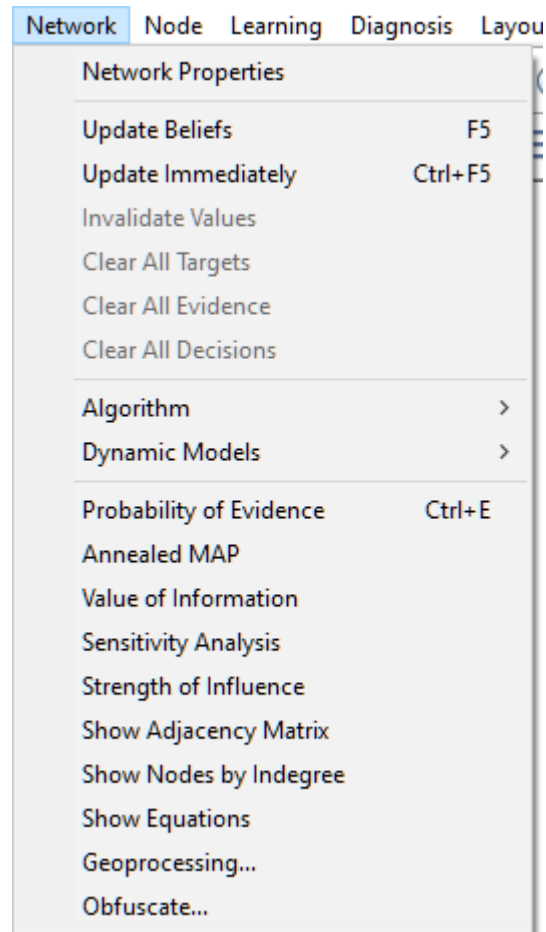 Network Node Learning Diagnosis Layou
Network Properties
Update Beliefs F5
Update Immediately Ctrl+F5
Invalidate Values
Clear All Targets
Clear All Evidence
Clear All Decisions
Algorithm >
Dynamic Models >
Probability of Evidence Ctrl+E
Annealed MAP
Value of Information
Sensitivity Analysis
Strength of Influence
Show Adjacency Matrix
Show Nodes by Indegree
Show Equations
Geoprocessing...
Obfuscate...